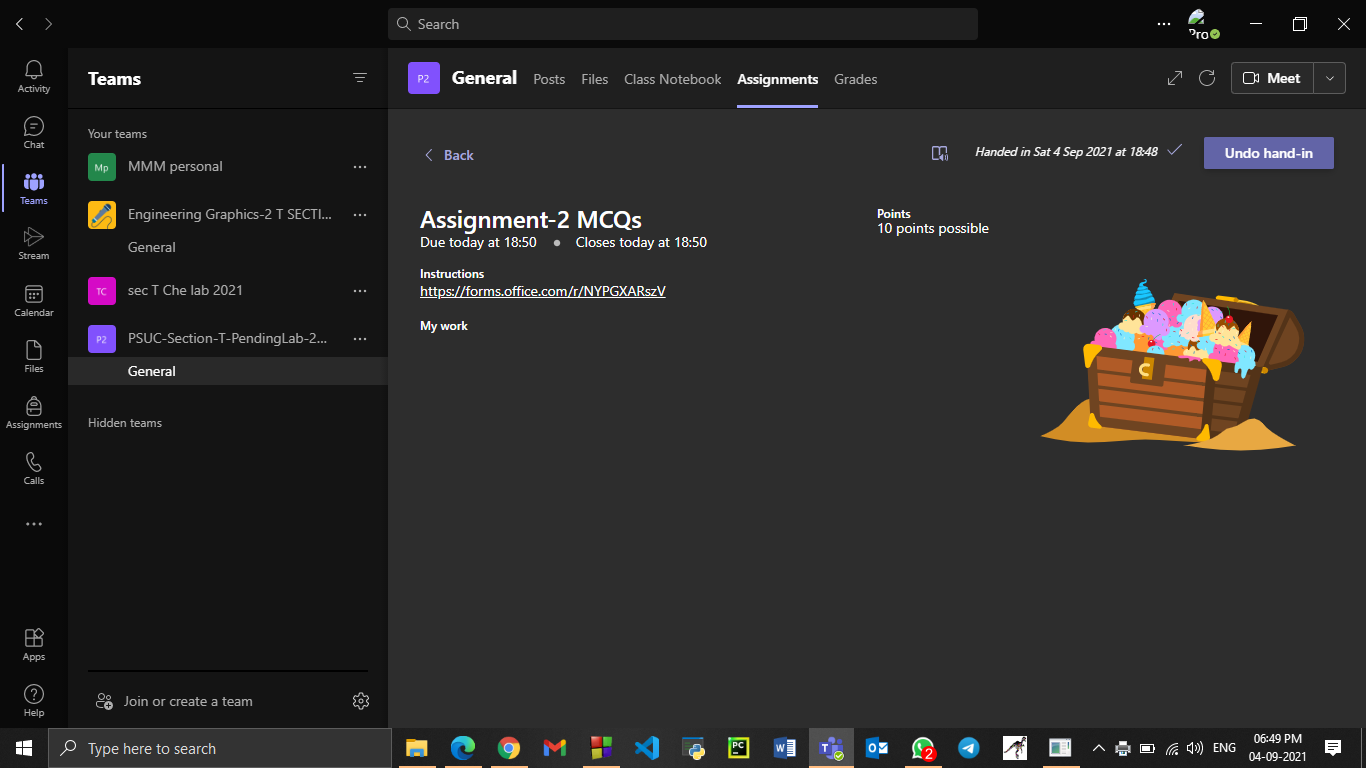 Search
Pro
Activity
Chat
Teams
Stream
Calendar
Files
Assignments
Calls
Apps
Help
Teams
Your teams
Mp MMM personal
Engineering Graphics-2 T SECTI...
General
TC sec T Che lab 2021
P2 PSUC-Section-T-PendingLab-2...
General
Hidden teams
Join or create a team
P2 General Posts Files Class Notebook Assignments Grades Meet
Back
Handed in Sat 4 Sep 2021 at 18:48
Undo hand-in
Assignment-2 MCQs
Due today at 18:50 • Closes today at 18:50
Points
10 points possible
Instructions
https://forms.office.com/r/NYPGXARszV
My work
Type here to search
PC
2
ENG
06:49 PM
04-09-2021